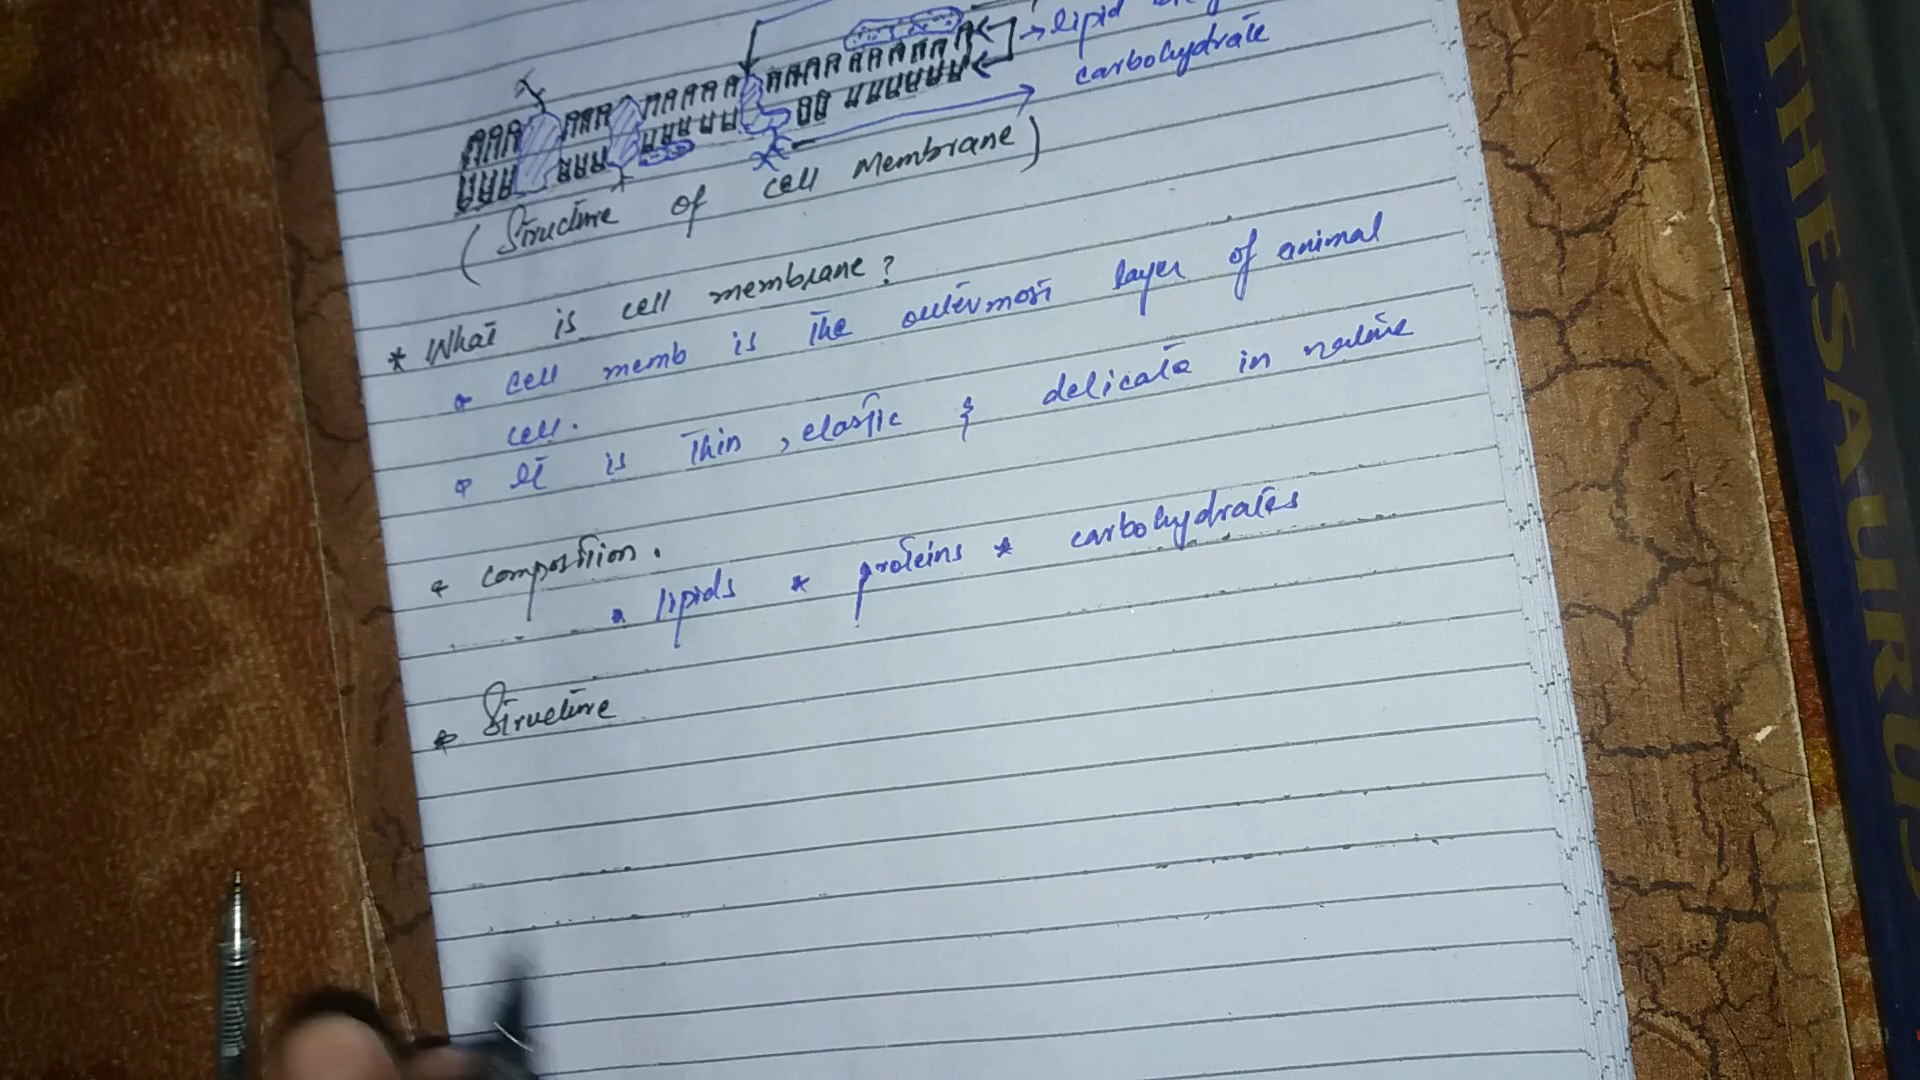 lipid
carbohydrate
( Structure of cell Membrane )
* What is cell membrane ?
* cell memb is the outermost layer of animal
cell.
* It is Thin , elastic & delicate in nature
* composition .
* lipids * proteins * carbohydrates
* Structure
THESAURUS